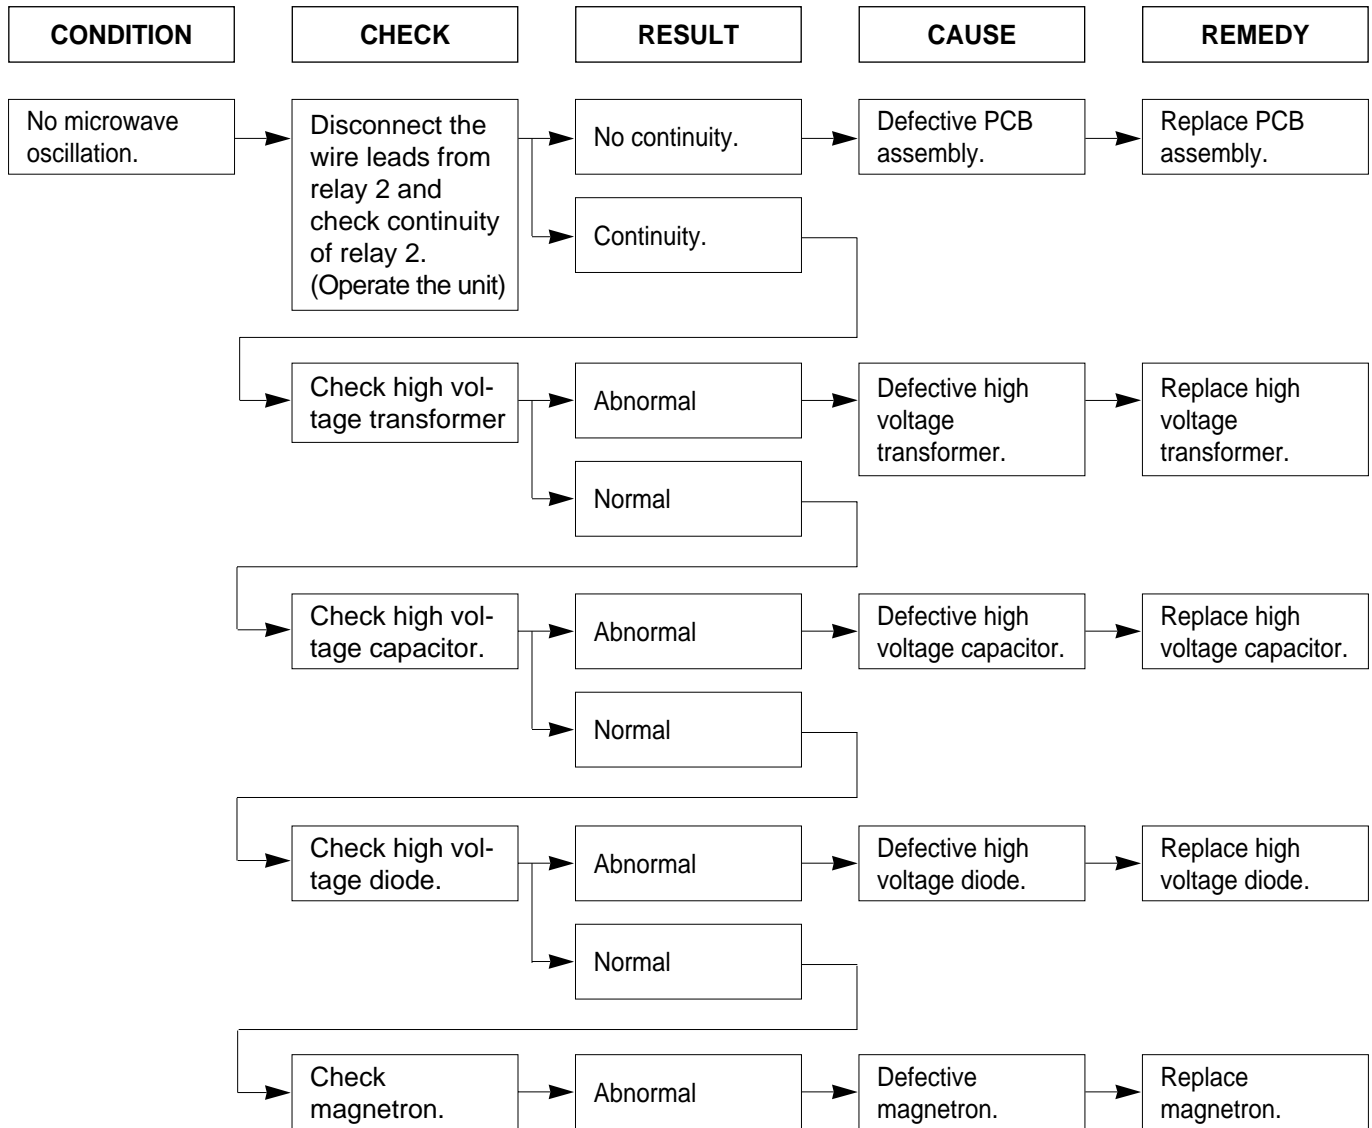 CONDITION
CHECK
RESULT
CAUSE
REMEDY
No microwave
oscillation.
Disconnect the
wire leads from
relay 2 and
check continuity
of relay 2.
(Operate the unit)
No continuity.
Defective PCB
assembly.
Replace PCB
assembly.
Continuity.
Check high vol-
tage transformer
Abnormal
Defective high
voltage
transformer.
Replace high
voltage
transformer.
Normal
Check high vol-
tage capacitor.
Abnormal
Defective high
voltage capacitor.
Replace high
voltage capacitor.
Normal
Check high vol-
tage diode.
Abnormal
Defective high
voltage diode.
Replace high
voltage diode.
Normal
Check
magnetron.
Abnormal
Defective
magnetron.
Replace
magnetron.